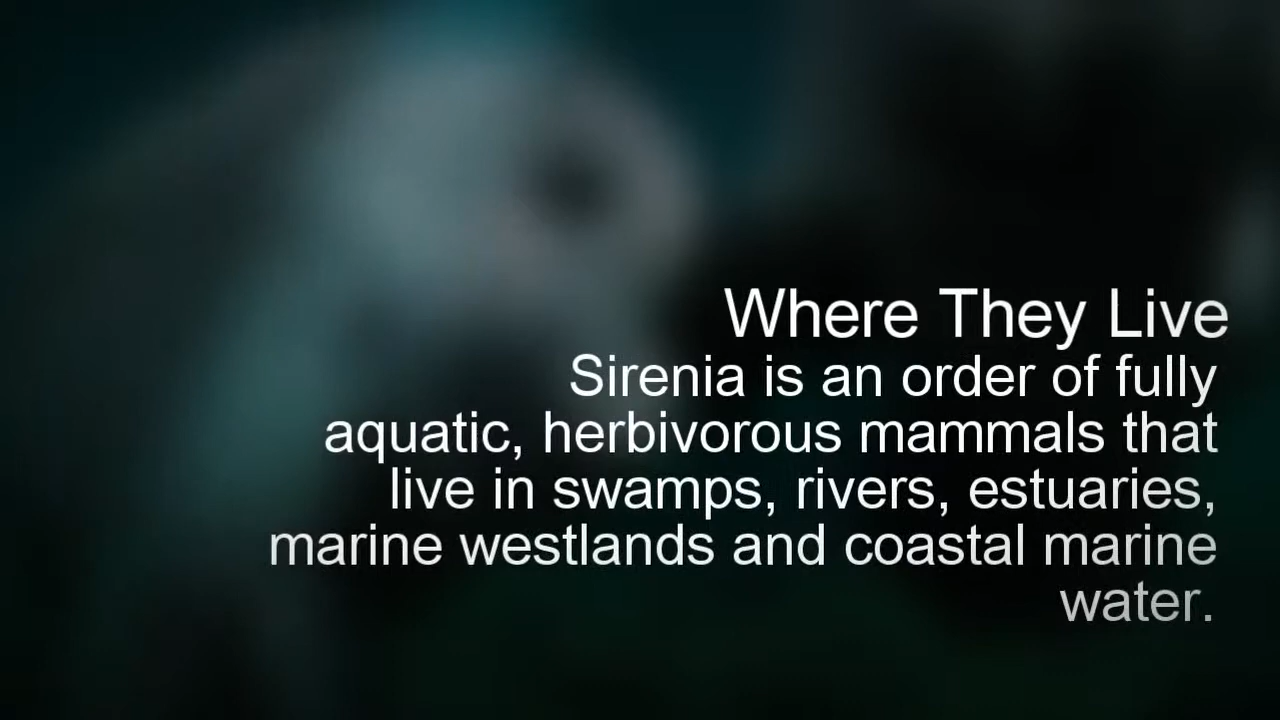 Where They Live
Sirenia is an order of fully
aquatic, herbivorous mammals that
live in swamps, rivers, estuaries,
marine westlands and coastal marine
water.